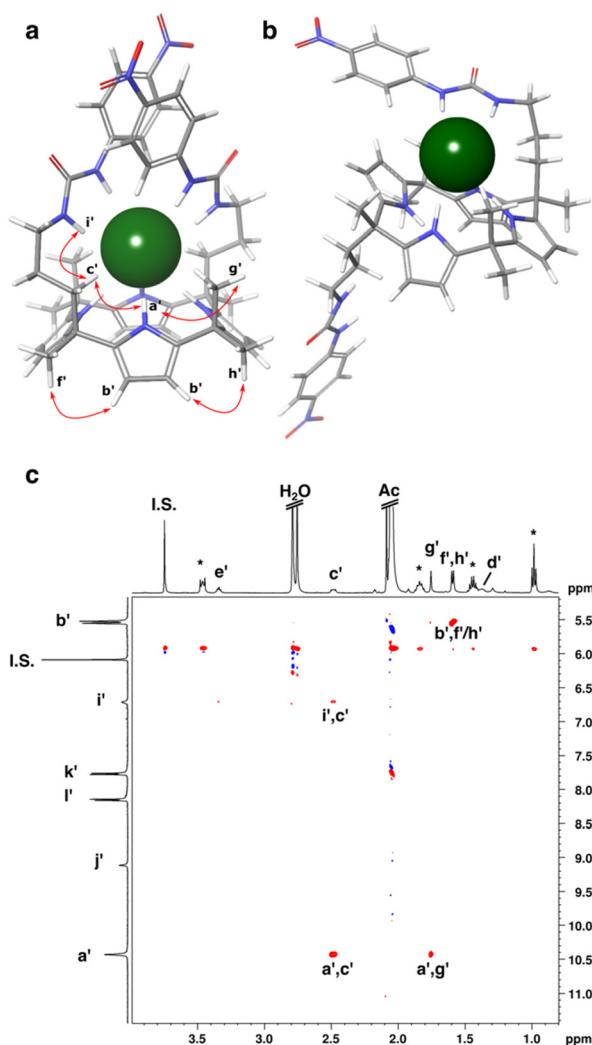 a
b
i'
c'
g'
a'
f'
b'
b'
h'
c
I.S.
H₂O
Ac
*
e'
c'
*
g'
f',h'
*
d'
*
ppm
b'
I.S.
i'
k'
l'
j'
a'
b',f'/h'
i',c'
a',c'
a',g'
5.5
6.0
6.5
7.0
7.5
8.0
8.5
9.0
9.5
10.0
10.5
11.0
3.5 3.0 2.5 2.0 1.5 1.0 ppm